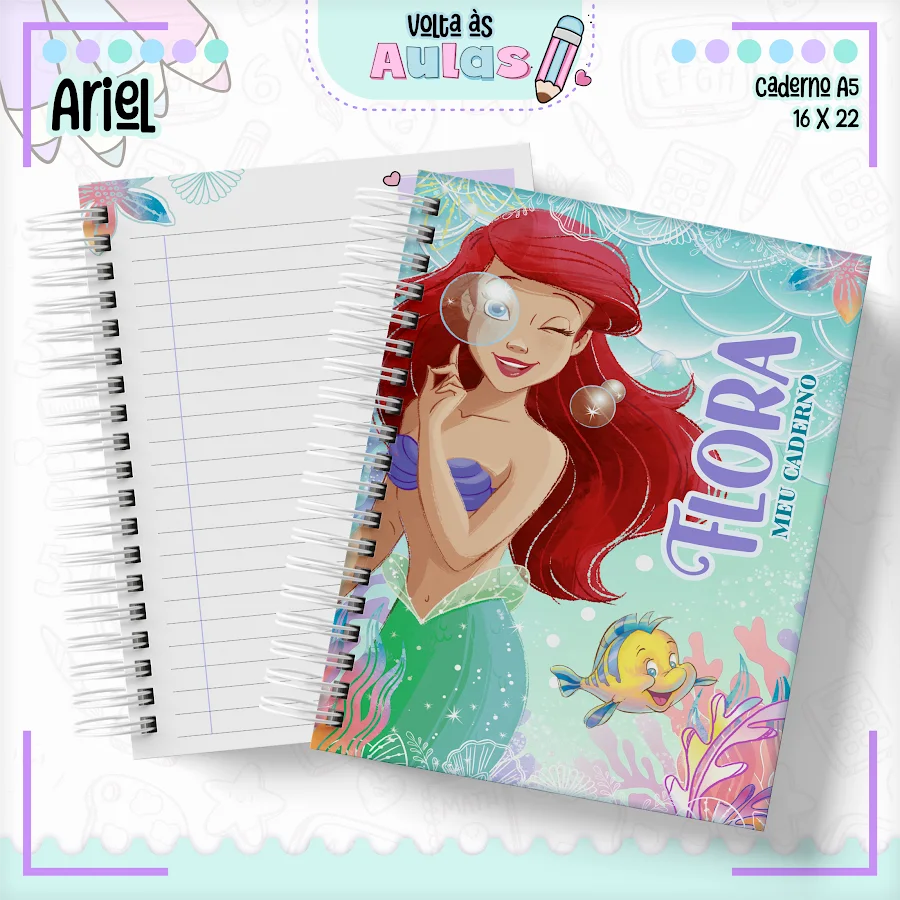 VOLTA ÀS
AULAS
Ariel
Caderno A5
16 X 22
FLORA
MEU CADERNO